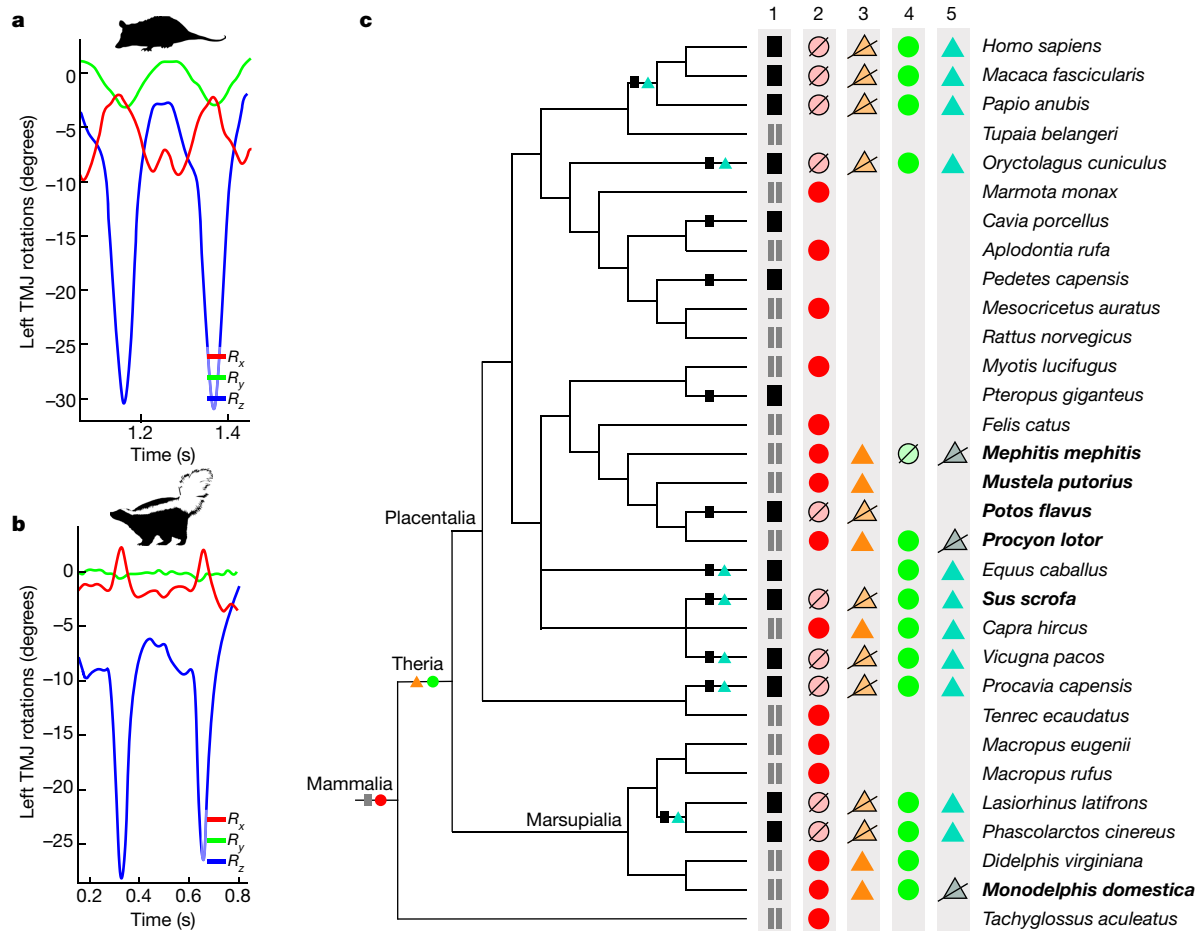 a
Left TMJ rotations (degrees)
0
−5
−10
−15
−20
−25
−30
Rx
Ry
Rz
1.2
1.4
Time (s)
b
Left TMJ rotations (degrees)
0
−5
−10
−15
−20
−25
Rx
Ry
Rz
0.2
0.4
0.6
0.8
Time (s)
c
1 2 3 4 5
Placentalia
Theria
Mammalia
Marsupialia
Homo sapiens
Macaca fascicularis
Papio anubis
Tupaia belangeri
Oryctolagus cuniculus
Marmota monax
Cavia porcellus
Aplodontia rufa
Pedetes capensis
Mesocricetus auratus
Rattus norvegicus
Myotis lucifugus
Pteropus giganteus
Felis catus
Mephitis mephitis
Mustela putorius
Potos flavus
Procyon lotor
Equus caballus
Sus scrofa
Capra hircus
Vicugna pacos
Procavia capensis
Tenrec ecaudatus
Macropus eugenii
Macropus rufus
Lasiorhinus latifrons
Phascolarctos cinereus
Didelphis virginiana
Monodelphis domestica
Tachyglossus aculeatus